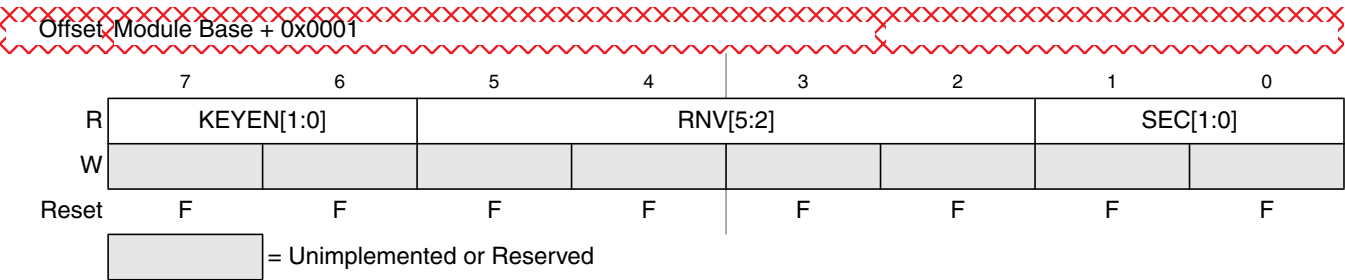 Offset Module Base + 0x0001
7 6 5 4 3 2 1 0
R KEYEN[1:0] RNV[5:2] SEC[1:0]
W
Reset F F F F F F F F
= Unimplemented or Reserved